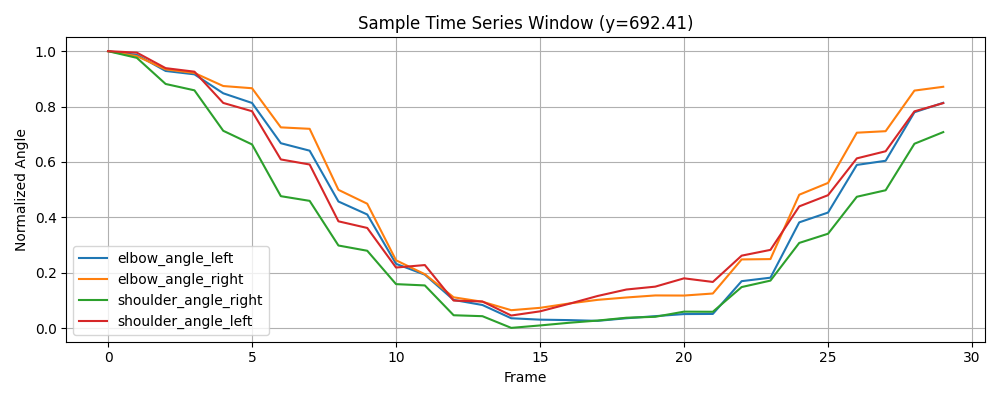 Sample Time Series Window (y=692.41)
Normalized Angle
1.0
0.8
0.6
0.4
0.2
0.0
elbow_angle_left
elbow_angle_right
shoulder_angle_right
shoulder_angle_left
0 5 10 15 20 25 30
Frame